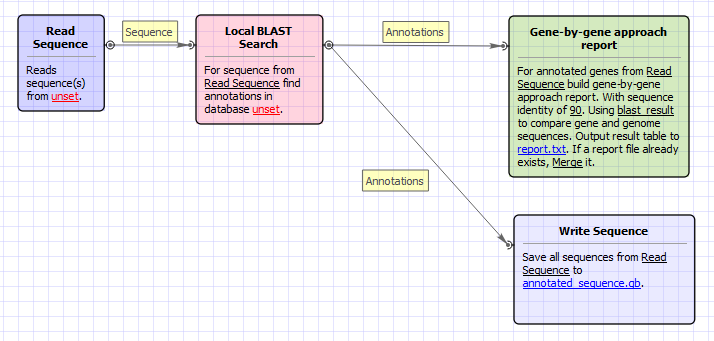 Read
Sequence
Reads
sequence(s)
from unset.
Sequence
Local BLAST
Search
For sequence from
Read Sequence find
annotations in
database unset.
Annotations
Gene-by-gene approach
report
For annotated genes from Read
Sequence build gene-by-gene
approach report. With sequence
identity of 90. Using blast_result
to compare gene and genome
sequences. Output result table to
report.txt. If a report file already
exists, Merge it.
Annotations
Write Sequence
Save all sequences from Read
Sequence to
annotated_sequence.gb.